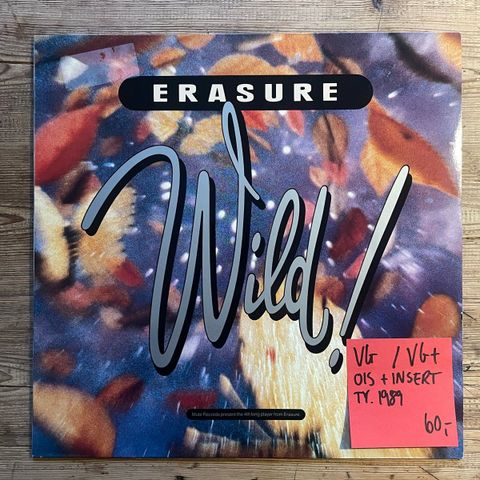 ERASURE
Wild!
Mute Records present the 4th long player from Erasure
VG / VG+
OIS + INSERT
TY. 1989
60,-